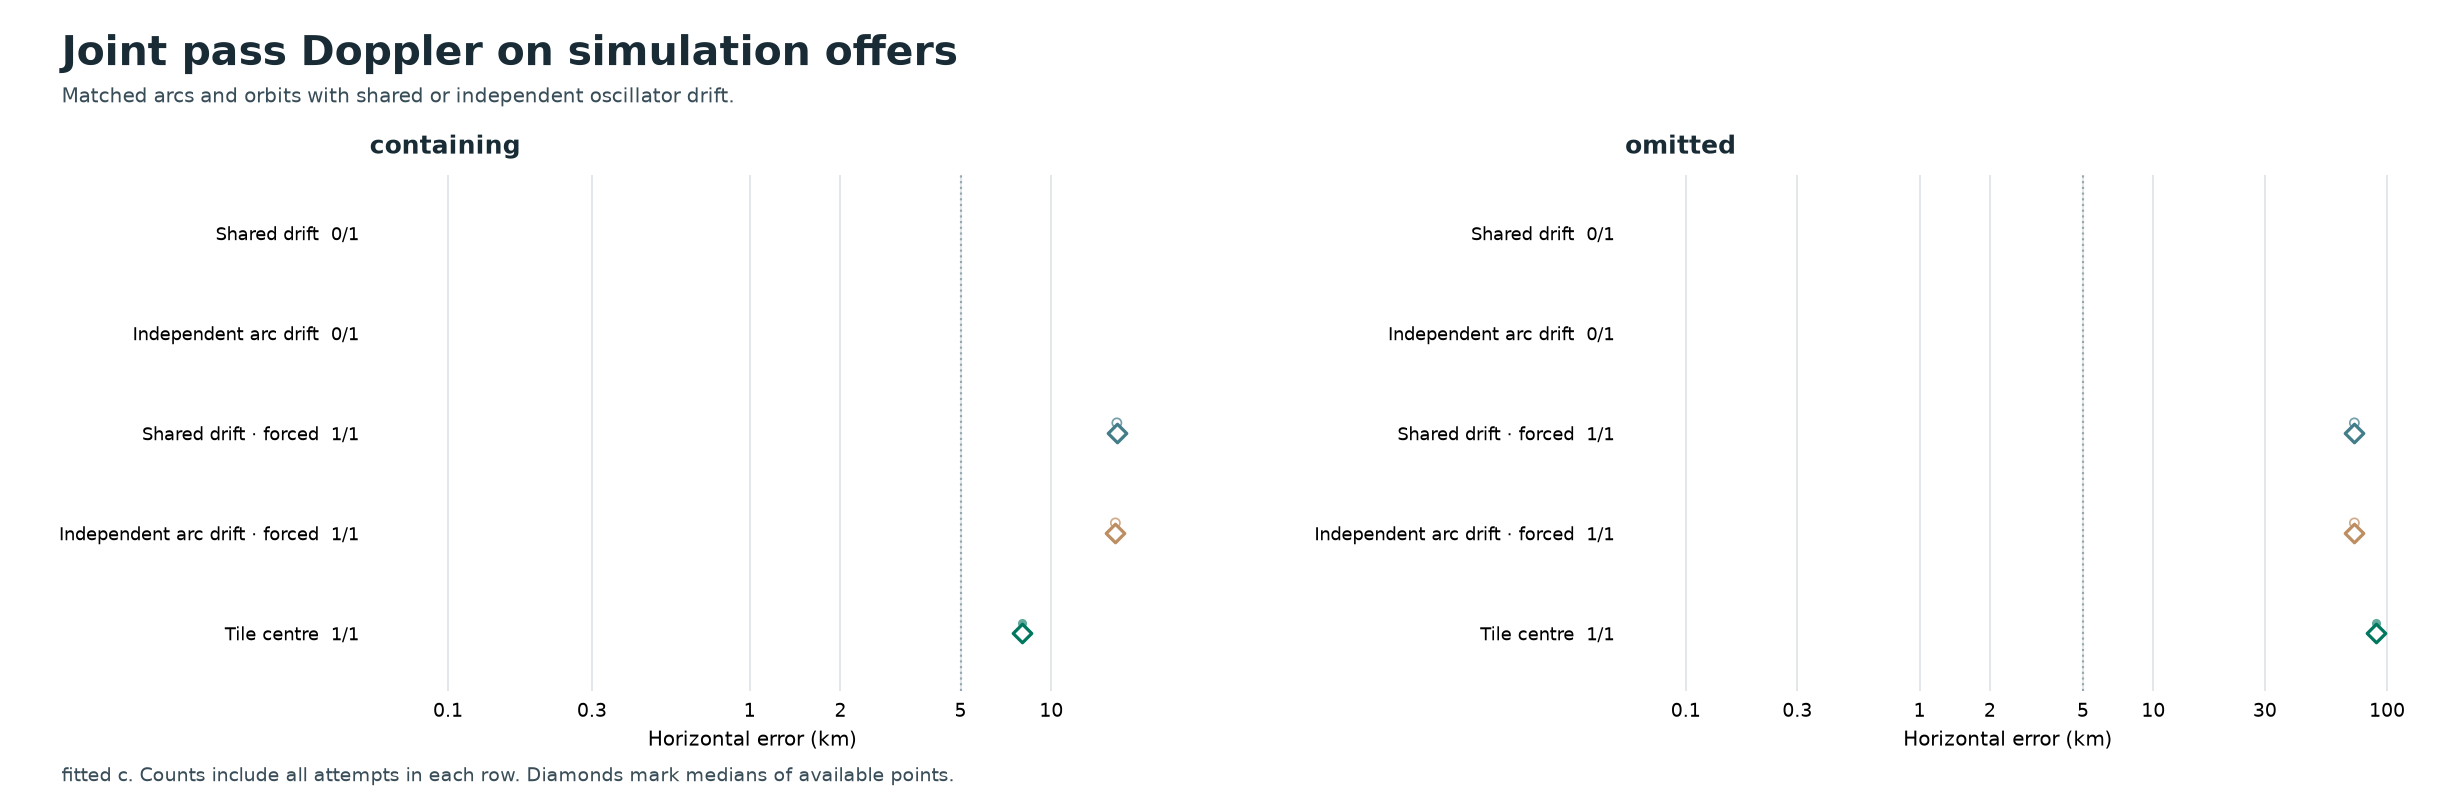 Joint pass Doppler on simulation offers
Matched arcs and orbits with shared or independent oscillator drift.
containing
Shared drift 0/1
Independent arc drift 0/1
Shared drift · forced 1/1
Independent arc drift · forced 1/1
Tile centre 1/1
0.1 0.3 1 2 5 10
Horizontal error (km)
omitted
Shared drift 0/1
Independent arc drift 0/1
Shared drift · forced 1/1
Independent arc drift · forced 1/1
Tile centre 1/1
0.1 0.3 1 2 5 10 30 100
Horizontal error (km)
fitted c. Counts include all attempts in each row. Diamonds mark medians of available points.